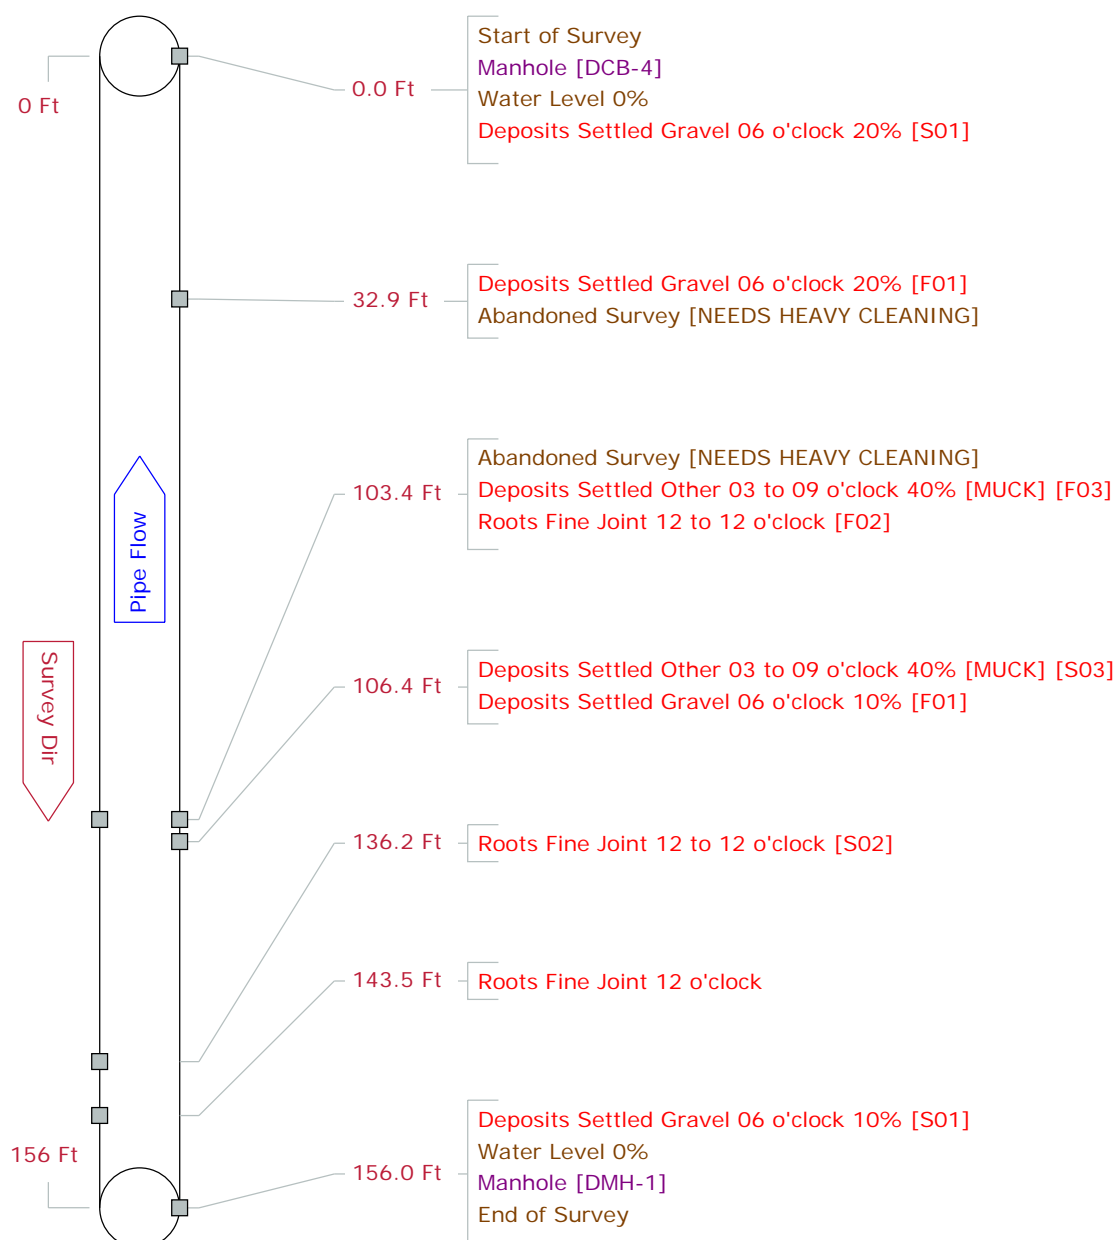 0 Ft
0.0 Ft
Start of Survey
Manhole [DCB-4]
Water Level 0%
Deposits Settled Gravel 06 o'clock 20% [S01]
32.9 Ft
Deposits Settled Gravel 06 o'clock 20% [F01]
Abandoned Survey [NEEDS HEAVY CLEANING]
Pipe Flow
103.4 Ft
Abandoned Survey [NEEDS HEAVY CLEANING]
Deposits Settled Other 03 to 09 o'clock 40% [MUCK] [F03]
Roots Fine Joint 12 to 12 o'clock [F02]
Survey Dir
106.4 Ft
Deposits Settled Other 03 to 09 o'clock 40% [MUCK] [S03]
Deposits Settled Gravel 06 o'clock 10% [F01]
136.2 Ft
Roots Fine Joint 12 to 12 o'clock [S02]
143.5 Ft
Roots Fine Joint 12 o'clock
156 Ft
156.0 Ft
Deposits Settled Gravel 06 o'clock 10% [S01]
Water Level 0%
Manhole [DMH-1]
End of Survey